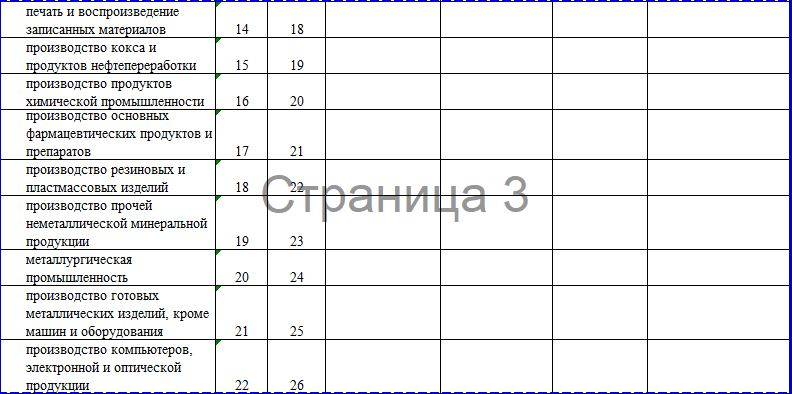 печать и воспроизведение
записанных материалов 14 18
производство кокса и
продуктов нефтепереработки 15 19
производство продуктов
химической промышленности 16 20
производство основных
фармацевтических продуктов и
препаратов 17 21
производство резиновых и
пластмассовых изделий 18 22
Страница 3
производство прочей
неметаллической минеральной
продукции 19 23
металлургическая
промышленность 20 24
производство готовых
металлических изделий, кроме
машин и оборудования 21 25
производство компьютеров,
электронной и оптической
продукции 22 26